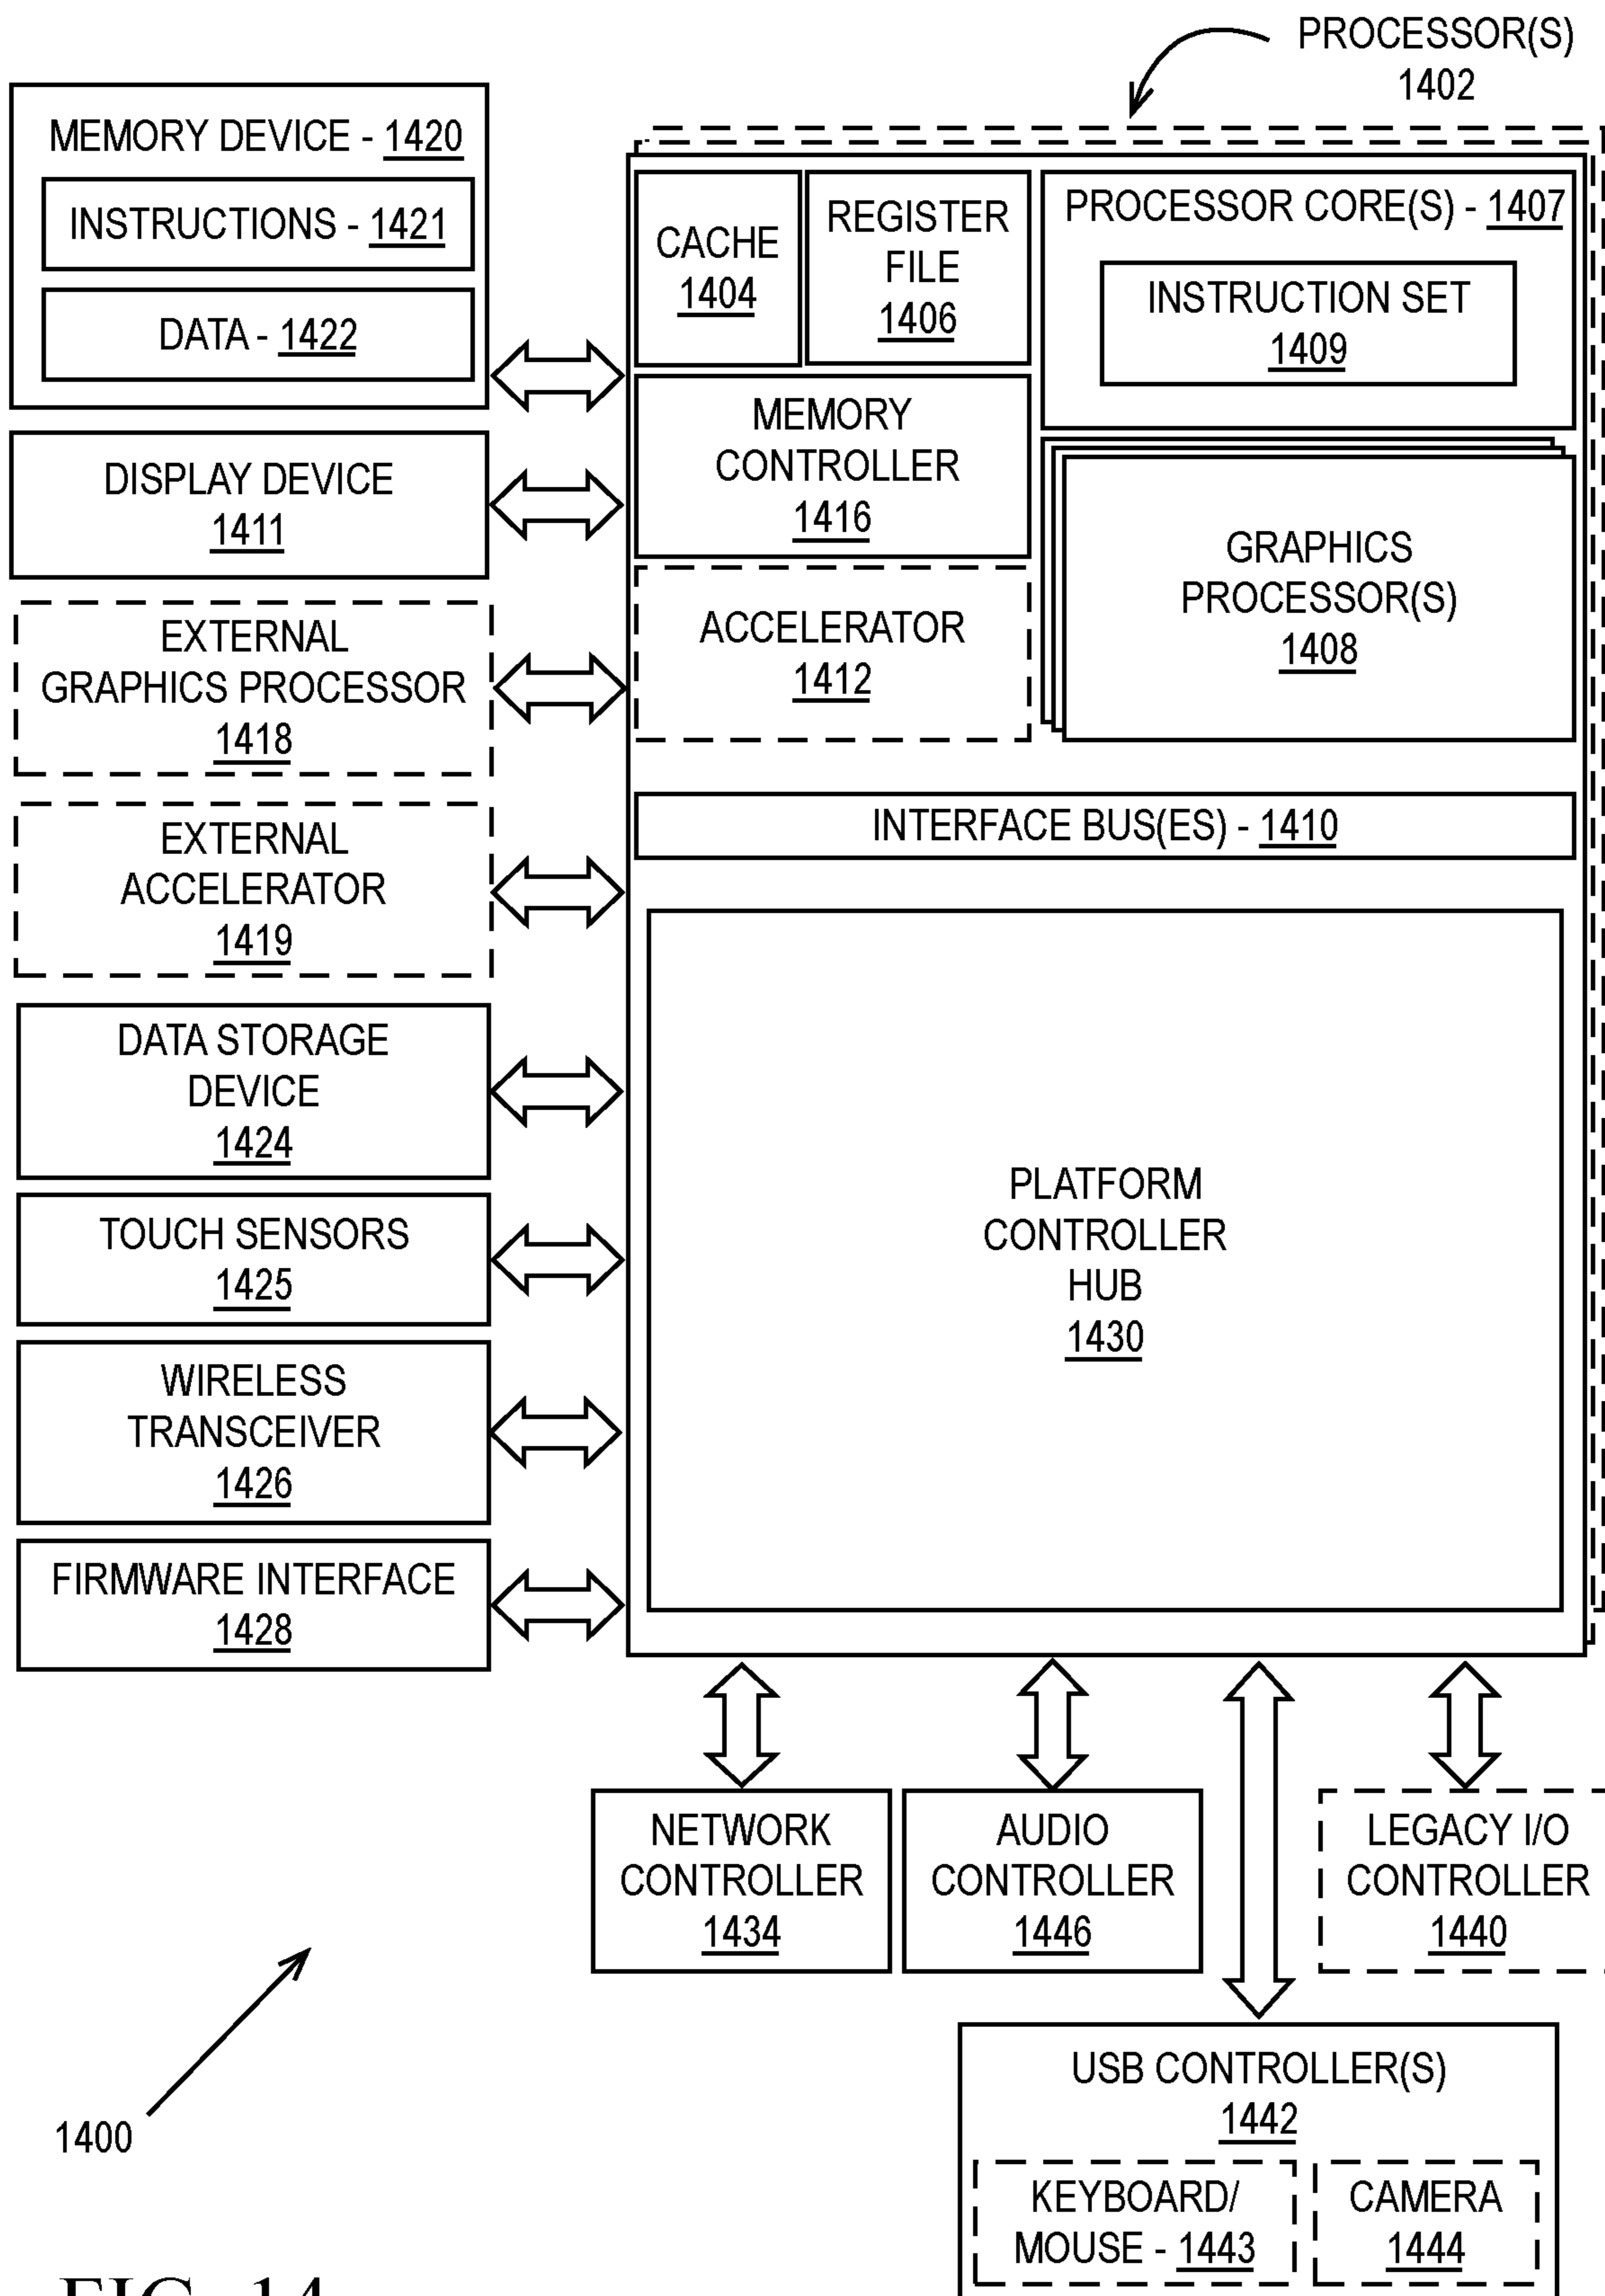 PROCESSOR(S)
1402
MEMORY DEVICE - 1420
INSTRUCTIONS - 1421
DATA - 1422
DISPLAY DEVICE
1411
EXTERNAL
GRAPHICS PROCESSOR
1418
EXTERNAL
ACCELERATOR
1419
DATA STORAGE
DEVICE
1424
TOUCH SENSORS
1425
WIRELESS
TRANSCEIVER
1426
FIRMWARE INTERFACE
1428
CACHE
1404
REGISTER
FILE
1406
PROCESSOR CORE(S) - 1407
INSTRUCTION SET
1409
MEMORY
CONTROLLER
1416
GRAPHICS
PROCESSOR(S)
1408
ACCELERATOR
1412
INTERFACE BUS(ES) - 1410
PLATFORM
CONTROLLER
HUB
1430
NETWORK
CONTROLLER
1434
AUDIO
CONTROLLER
1446
LEGACY I/O
CONTROLLER
1440
USB CONTROLLER(S)
1442
KEYBOARD/
MOUSE - 1443
CAMERA
1444
1400
FIG. 14